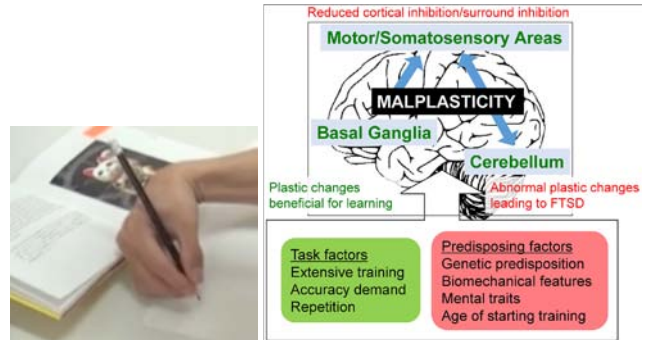 Reduced cortical inhibition/surround inhibition
Motor/Somatosensory Areas
MALPLASTICITY
Basal Ganglia
Cerebellum
Plastic changes
beneficial for learning
Abnormal plastic changes
leading to FTSD
Task factors
Extensive training
Accuracy demand
Repetition
Predisposing factors
Genetic predisposition
Biomechanical features
Mental traits
Age of starting training